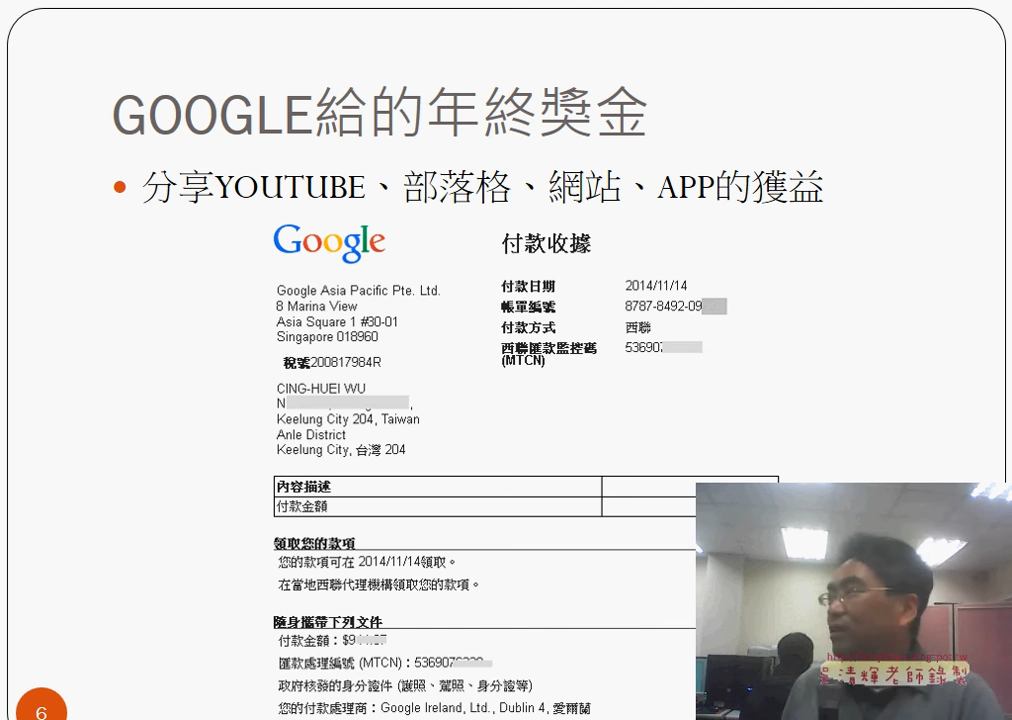 GOOGLE給的年終獎金
分享YOUTUBE、部落格、網站、APP的獲益
Google
付款收據
Google Asia Pacific Pte. Ltd.
8 Marina View
Asia Square 1 #30-01
Singapore 018960
稅號200817984R
付款日期 2014/11/14
帳單編號 8787-8492-09
付款方式 西聯
西聯匯款監控碼 53690
(MTCN)
CING-HUEI WU
N
Keelung City 204, Taiwan
Anle District
Keelung City, 台灣 204
內容描述
付款金額
領取您的款項
您的款項可在 2014/11/14領取。
在當地西聯代理機構領取您的款項。
隨身攜帶下列文件
付款金額：$9
匯款處理編號 (MTCN)：53690
政府核發的身分證件 (護照、駕照、身分證等)
您的付款處理商：Google Ireland, Ltd., Dublin 4, 愛爾蘭
吳清輝老師錄製
6